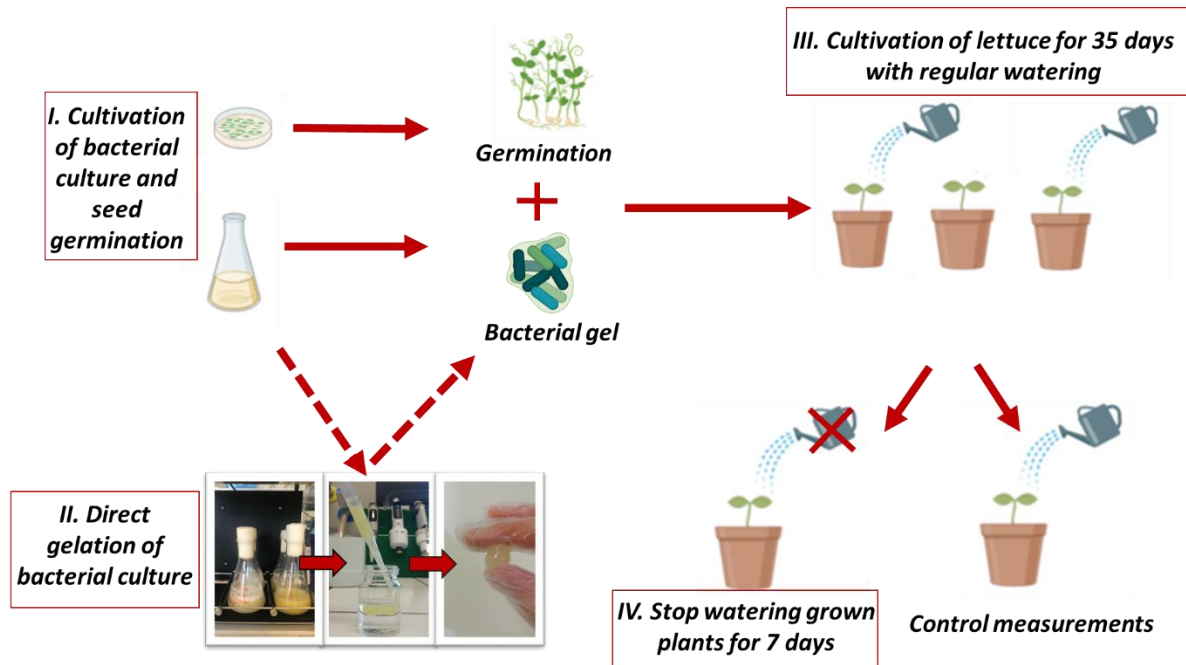 I. Cultivation
of bacterial
culture and
seed
germination
Germination
+
Bacterial gel
III. Cultivation of lettuce for 35 days
with regular watering
II. Direct
gelation of
bacterial culture
IV. Stop watering grown
plants for 7 days
Control measurements